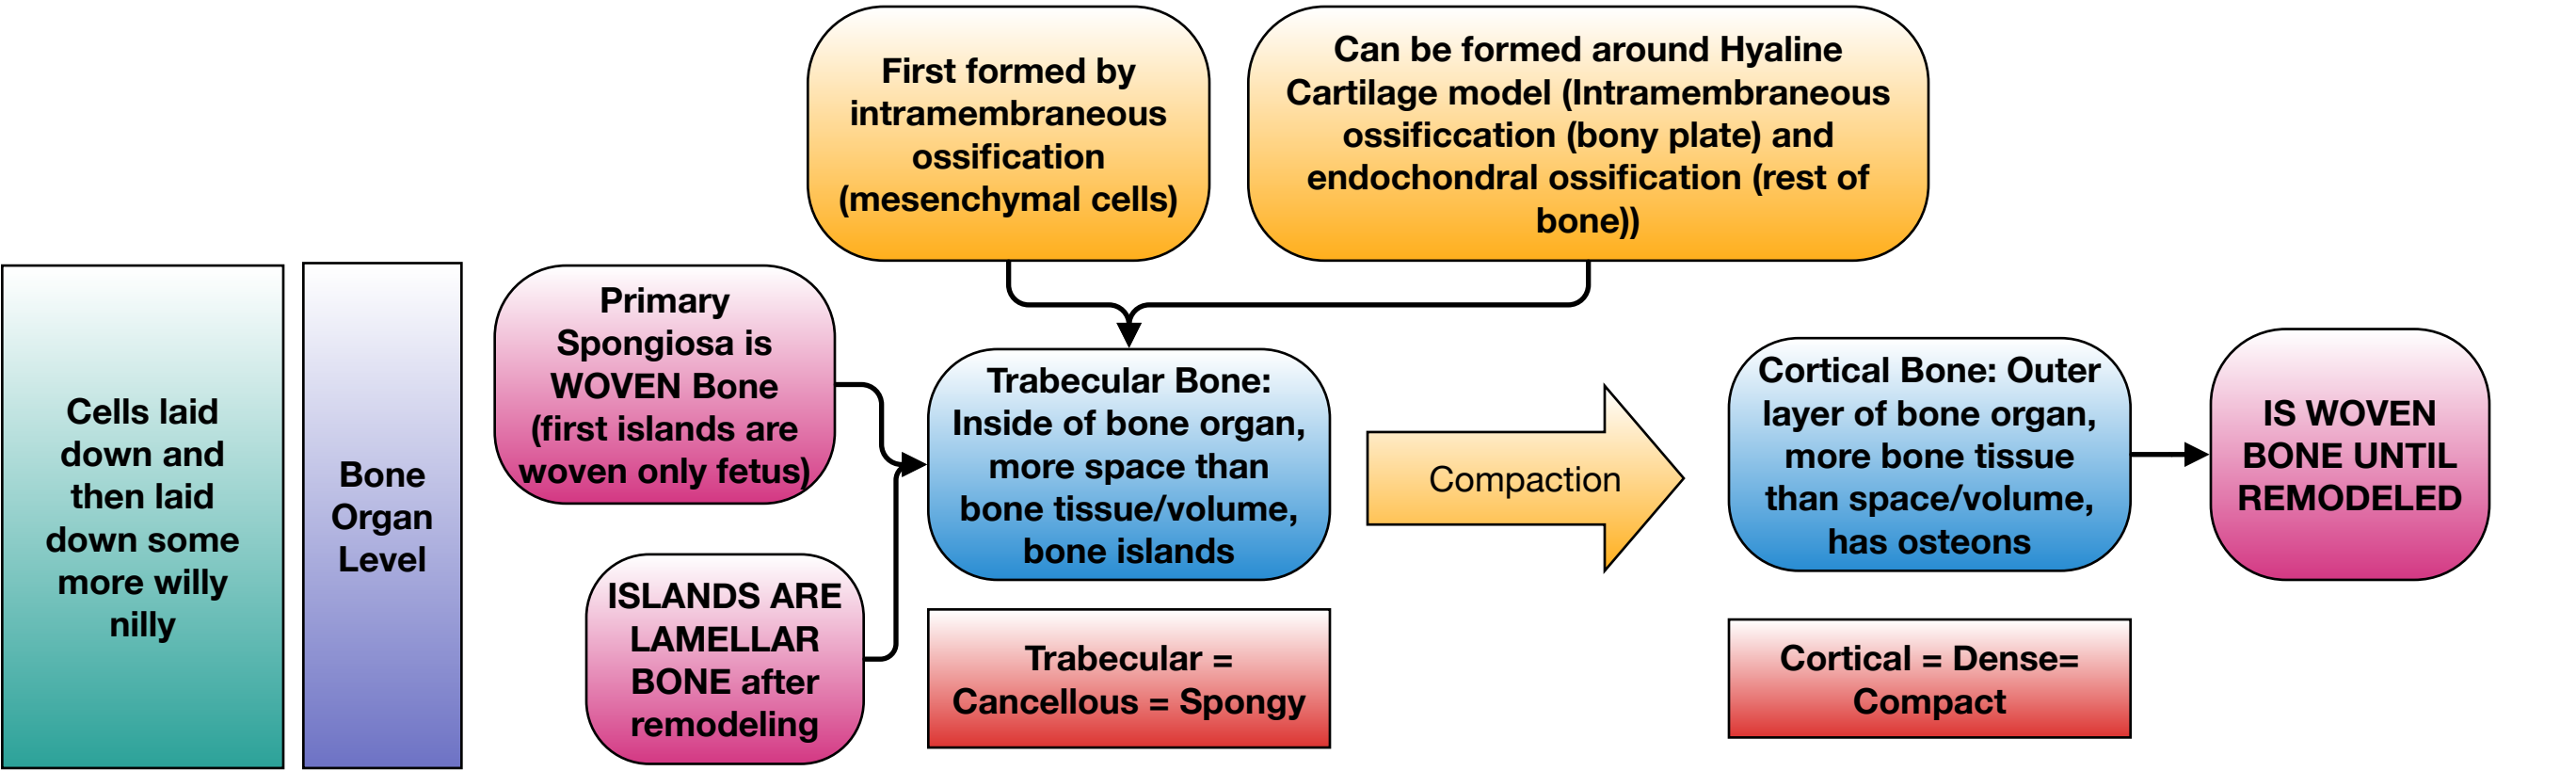 First formed by
intramembraneous
ossification
(mesenchymal cells)
Can be formed around Hyaline
Cartilage model (Intramembraneous
ossificcation (bony plate) and
endochondral ossification (rest of
bone))
Cells laid
down and
then laid
down some
more willy
nilly
Bone
Organ
Level
Primary
Spongiosa is
WOVEN Bone
(first islands are
woven only fetus)
ISLANDS ARE
LAMELLAR
BONE after
remodeling
Trabecular Bone:
Inside of bone organ,
more space than
bone tissue/volume,
bone islands
Trabecular =
Cancellous = Spongy
Compaction
Cortical Bone: Outer
layer of bone organ,
more bone tissue
than space/volume,
has osteons
Cortical = Dense=
Compact
IS WOVEN
BONE UNTIL
REMODELED